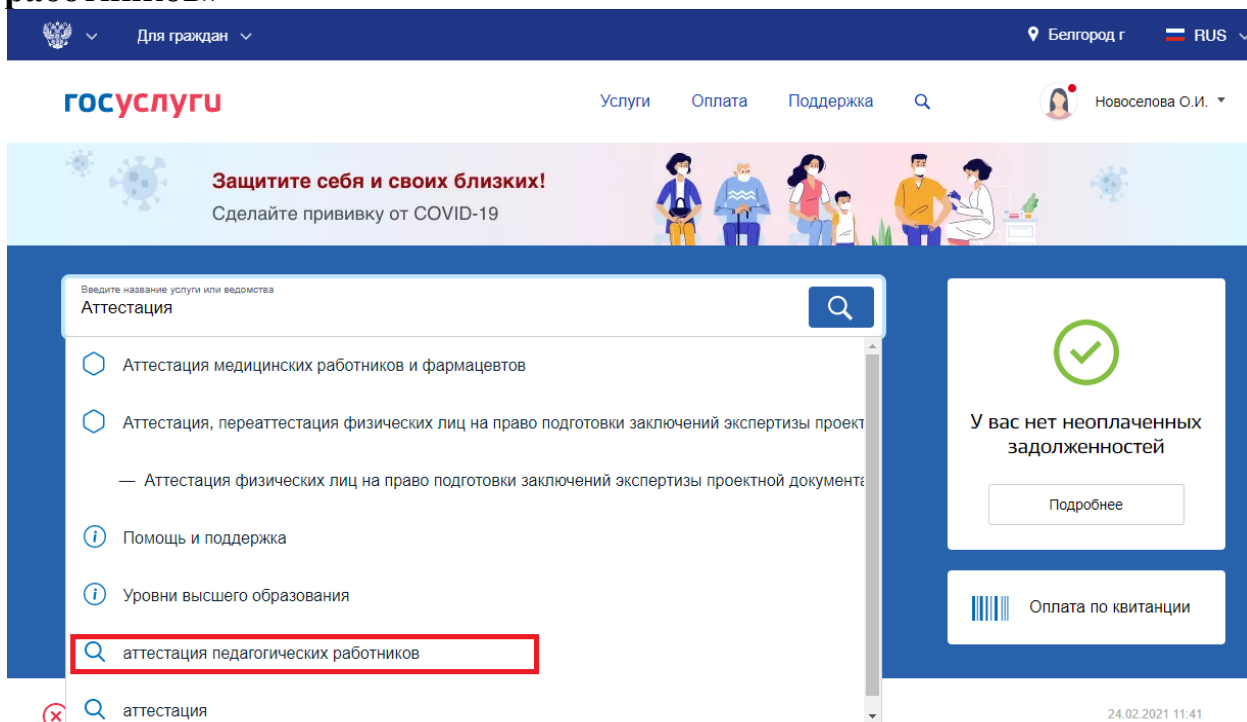 работников»
Для граждан
Белгород г
RUS
госуслуги
Услуги
Оплата
Поддержка
Новоселова О.И.
Защитите себя и своих близких!
Сделайте прививку от COVID-19
Введите название услуги или ведомства
Аттестация
Аттестация медицинских работников и фармацевтов
Аттестация, переаттестация физических лиц на право подготовки заключений экспертизы проект
— Аттестация физических лиц на право подготовки заключений экспертизы проектной документа
Помощь и поддержка
Уровни высшего образования
аттестация педагогических работников
аттестация
У вас нет неоплаченных
задолженностей
Подробнее
Оплата по квитанции
24.02.2021 11:41